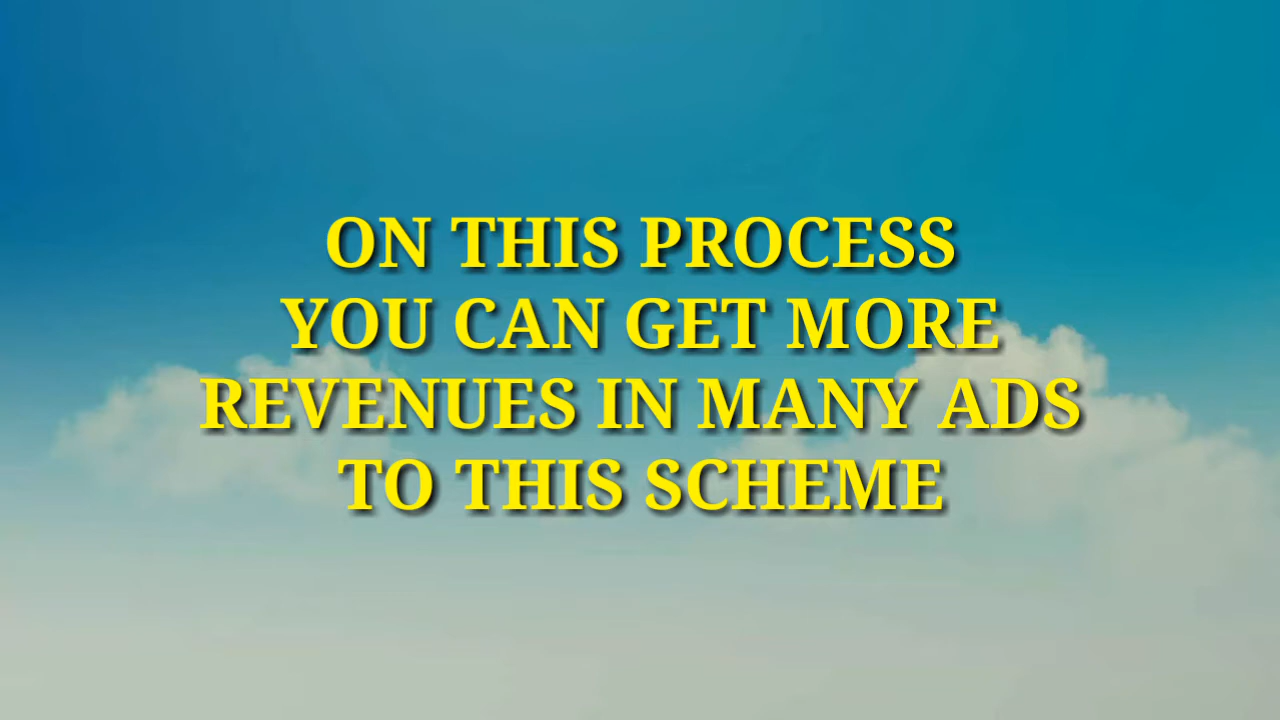 ON THIS PROCESS
YOU CAN GET MORE
REVENUES IN MANY ADS
TO THIS SCHEME